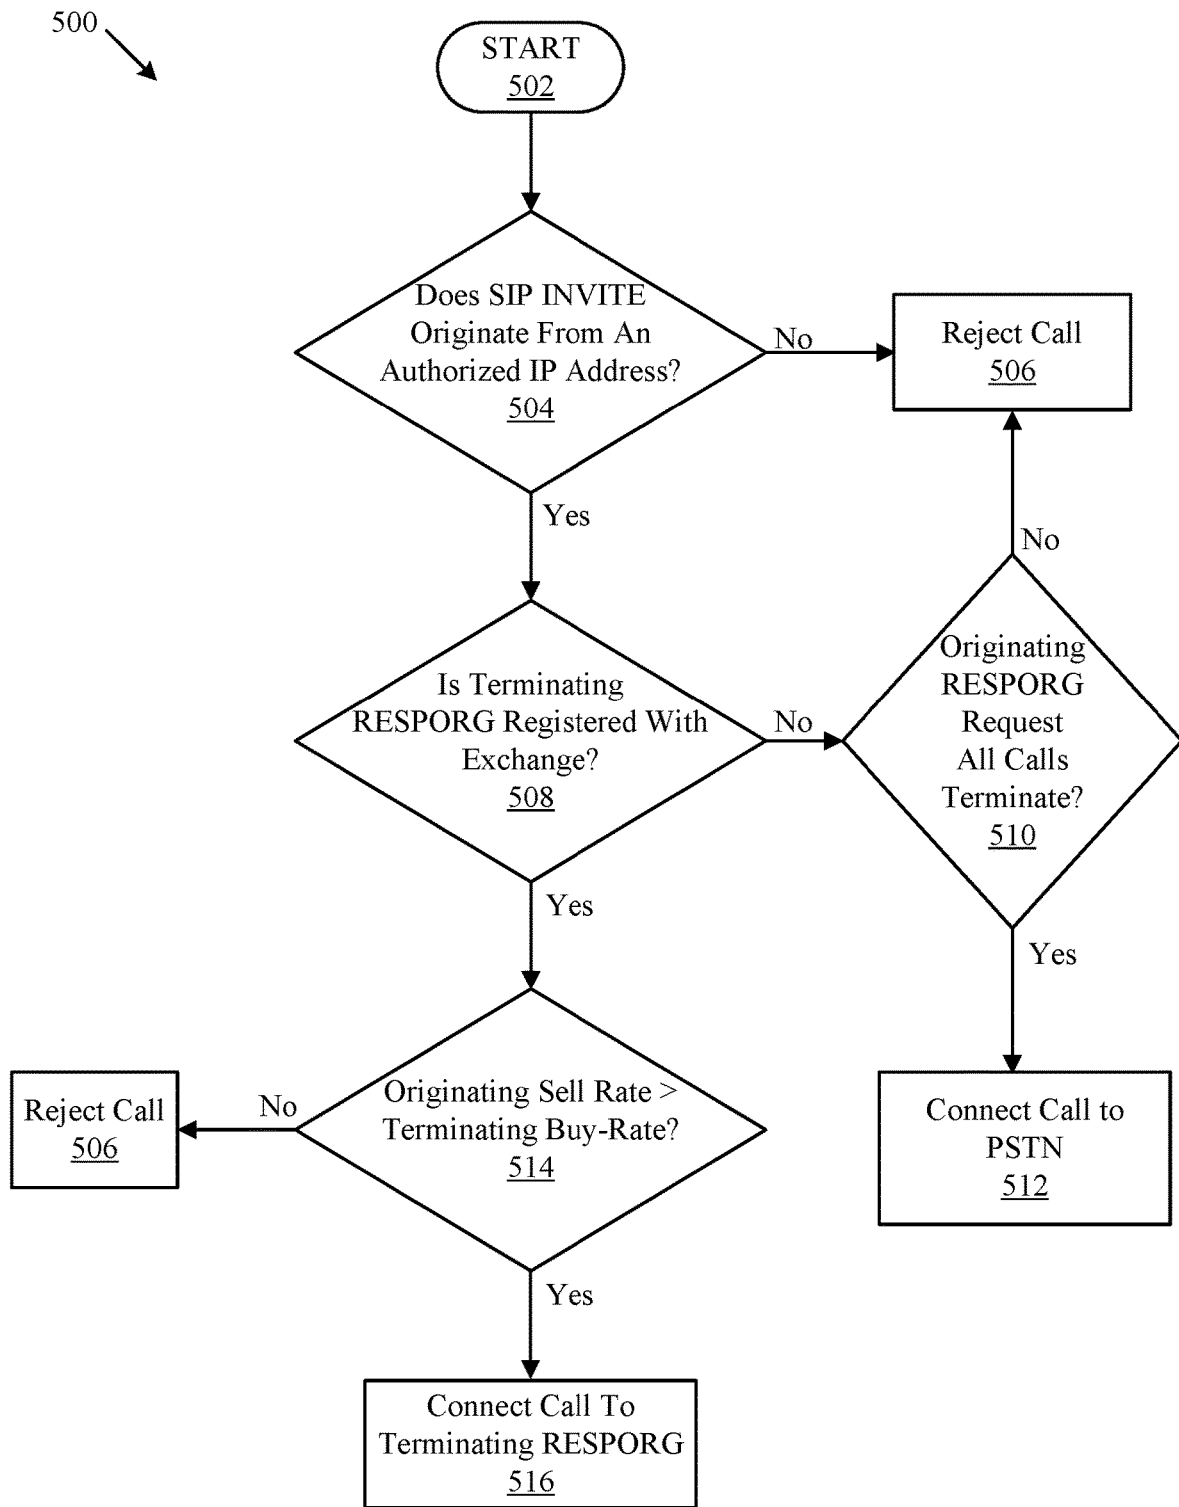 500
START
502
Does SIP INVITE
Originate From An
Authorized IP Address?
504
No
Reject Call
506
Yes
No
Is Terminating
RESPORG Registered With
Exchange?
508
No
Originating
RESPORG
Request
All Calls
Terminate?
510
Yes
Yes
Originating Sell Rate >
Terminating Buy-Rate?
514
No
Reject Call
506
Connect Call to
PSTN
512
Yes
Connect Call To
Terminating RESPORG
516